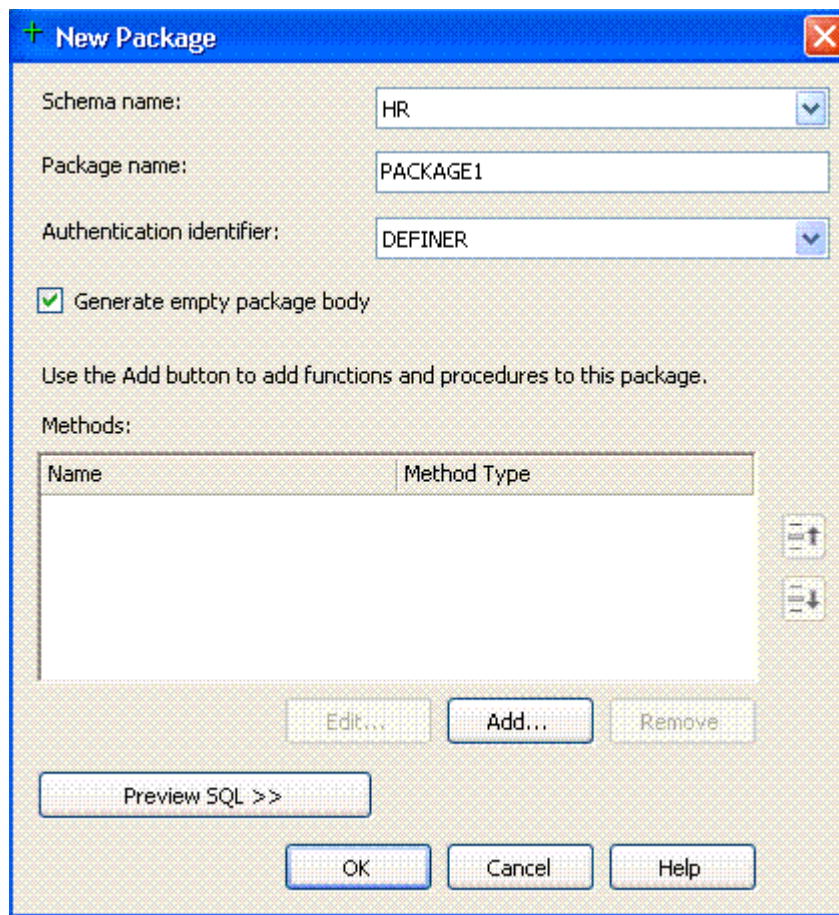 New Package
Schema name: HR
Package name: PACKAGE1
Authentication identifier: DEFINER
Generate empty package body
Use the Add button to add functions and procedures to this package.
Methods:
Name Method Type
Edit... Add... Remove
Preview SQL >>
OK Cancel Help